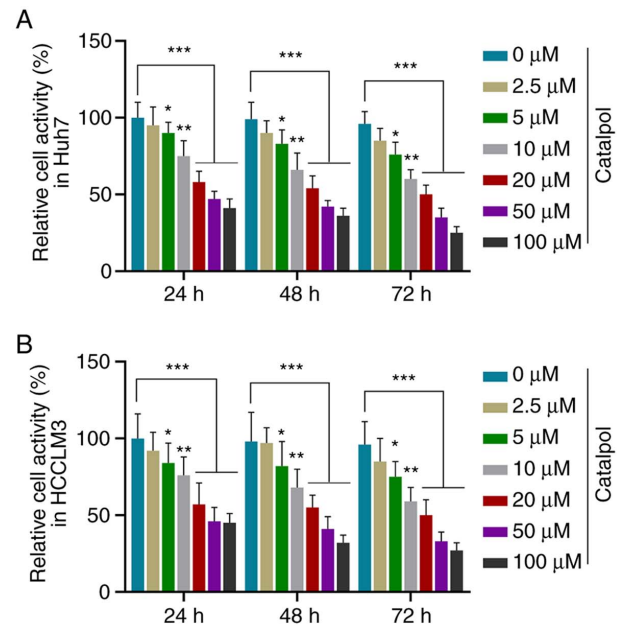 A
Relative cell activity (%)
in Huh7
150
100
50
0
***
***
***
*
**
*
**
*
**
24 h
48 h
72 h
0 µM
2.5 µM
5 µM
10 µM
20 µM
50 µM
100 µM
Catalpol
B
Relative cell activity (%)
in HCCLM3
150
100
50
0
***
***
***
*
**
*
**
*
**
24 h
48 h
72 h
0 µM
2.5 µM
5 µM
10 µM
20 µM
50 µM
100 µM
Catalpol